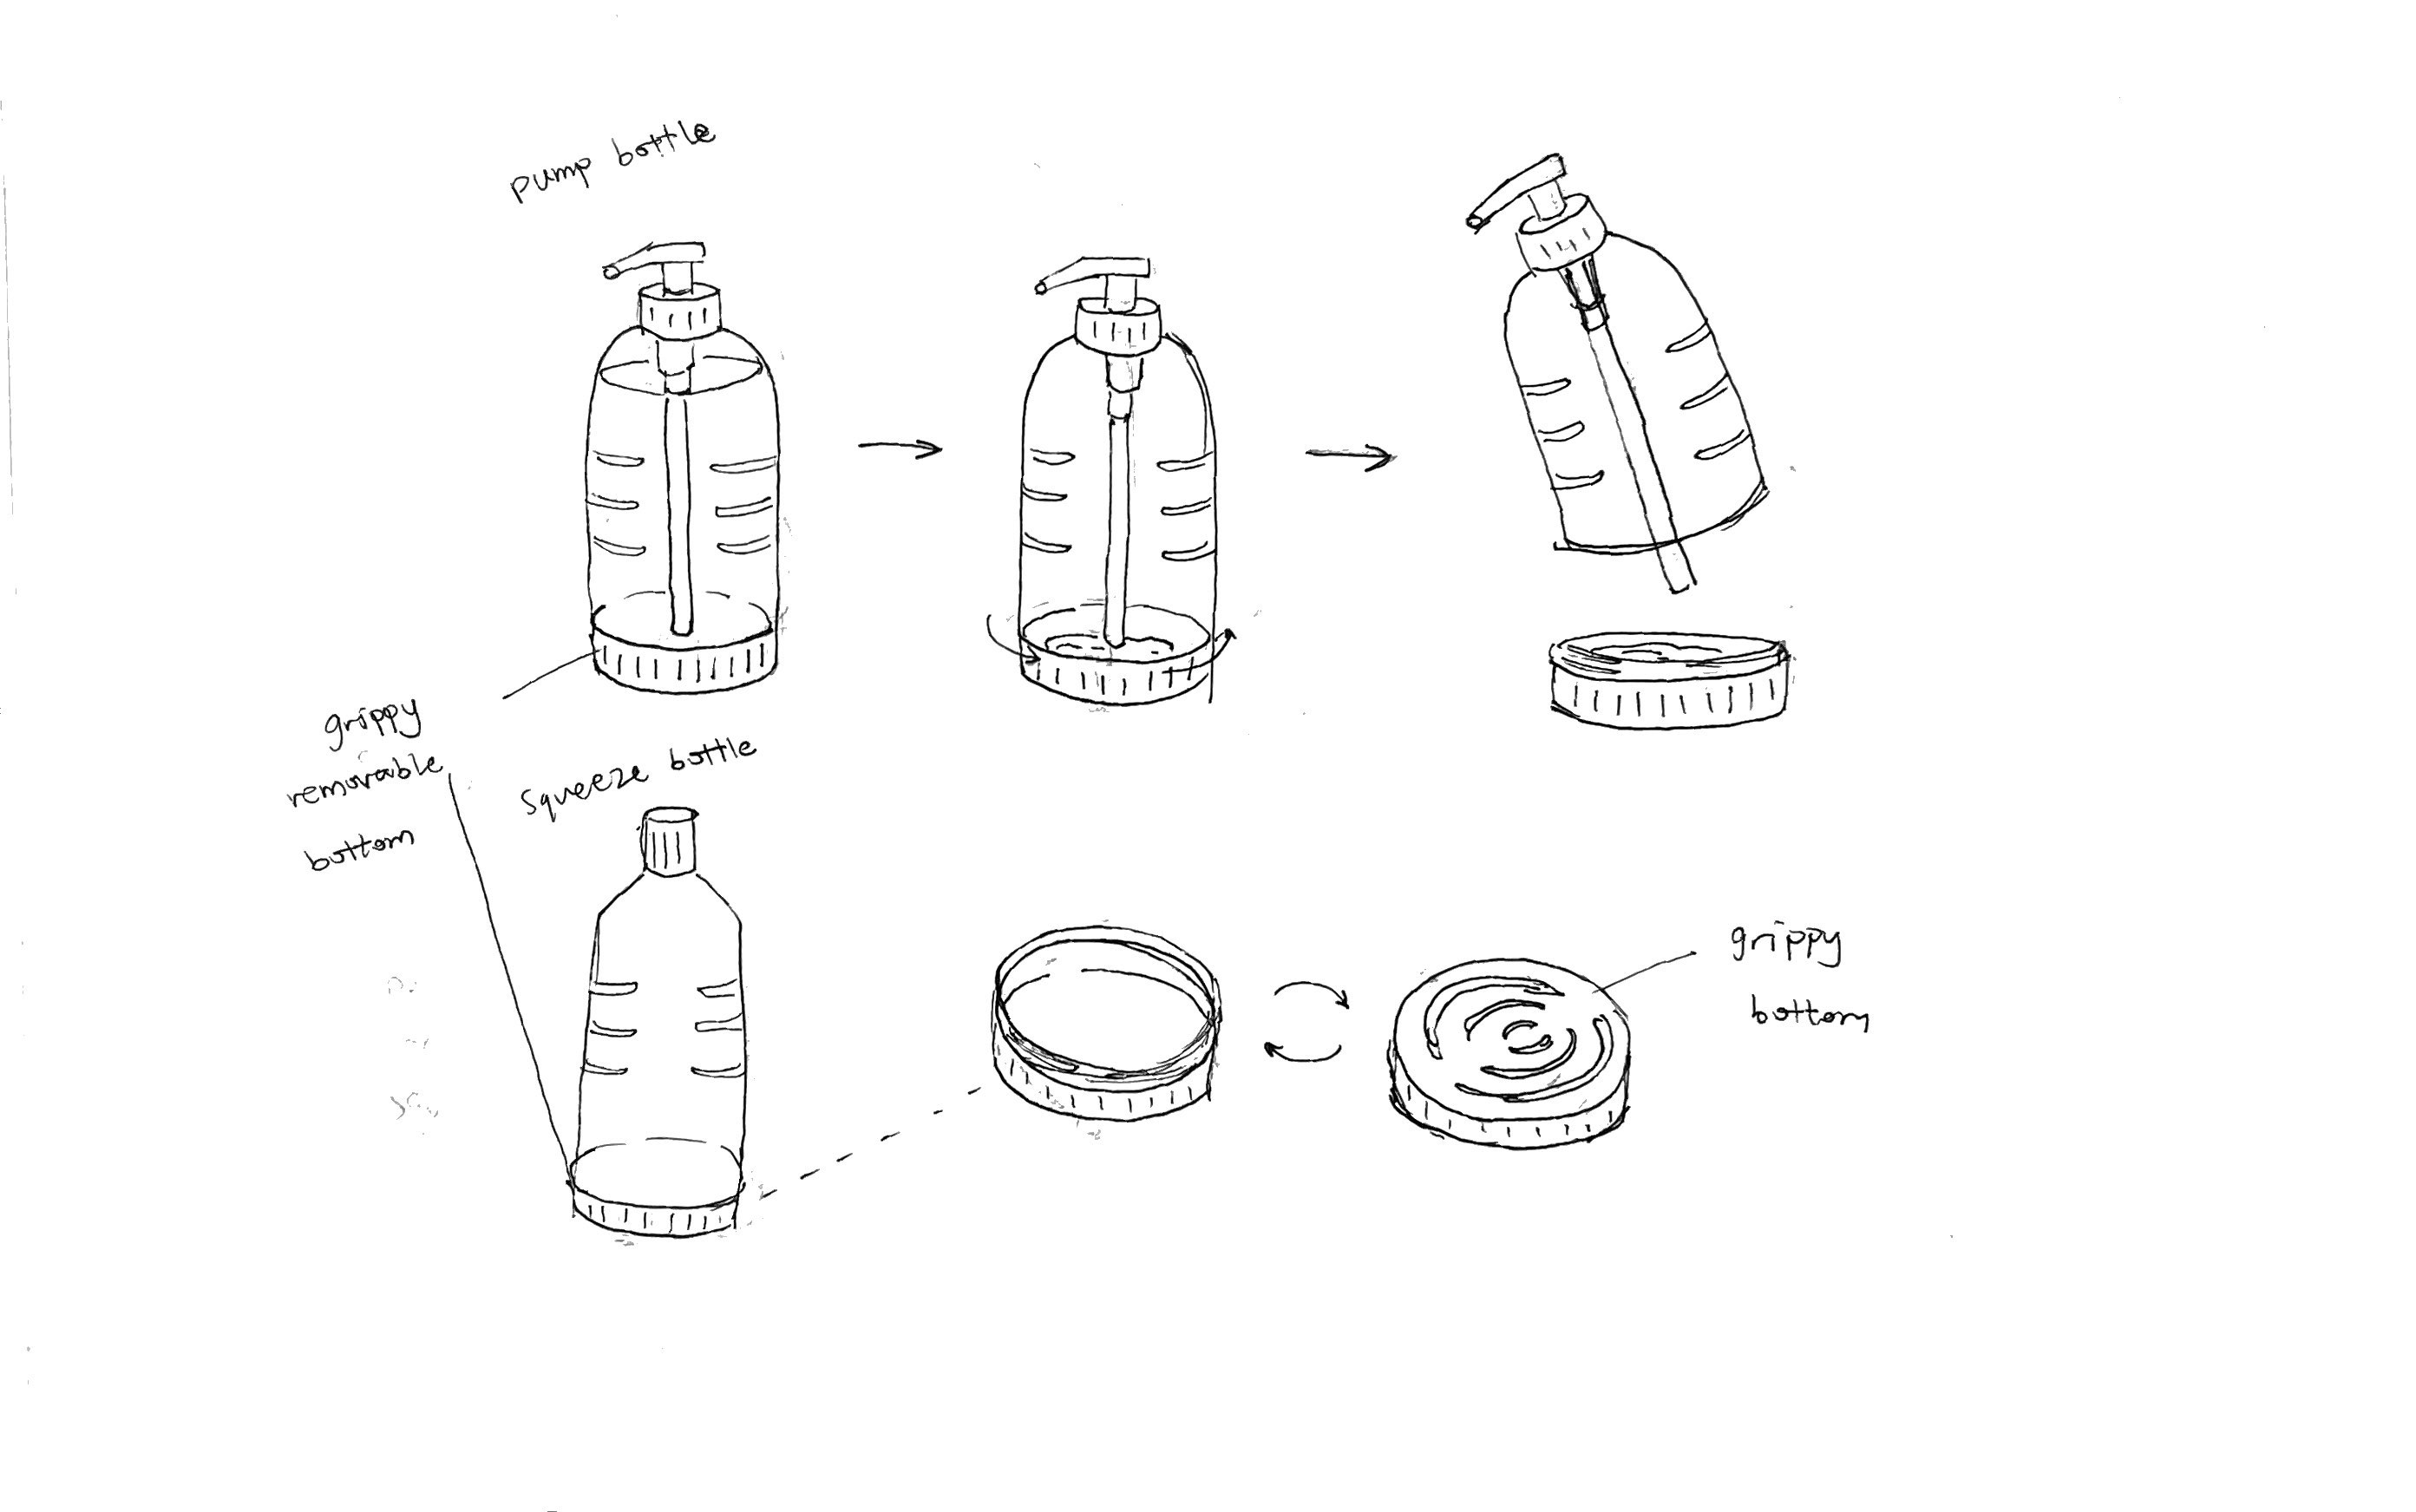 pump bottle
grippy
removable
bottom
squeeze bottle
grippy
bottom